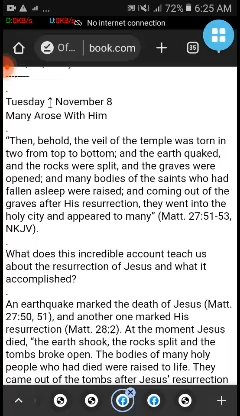 0:0KB/s 0:0KB/s 72% 6:25 AM
No internet connection
Of... book.com 35
--------
.
Tuesday ↑ November 8
Many Arose With Him
.
“Then, behold, the veil of the temple was torn in
two from top to bottom; and the earth quaked,
and the rocks were split, and the graves were
opened; and many bodies of the saints who had
fallen asleep were raised; and coming out of the
graves after His resurrection, they went into the
holy city and appeared to many” (Matt. 27:51-53,
NKJV).
.
What does this incredible account teach us
about the resurrection of Jesus and what it
accomplished?
.
An earthquake marked the death of Jesus (Matt.
27:50, 51), and another one marked His
resurrection (Matt. 28:2). At the moment Jesus
died, “the earth shook, the rocks split and the
tombs broke open. The bodies of many holy
people who had died were raised to life. They
came out of the tombs after Jesus’ resurrection